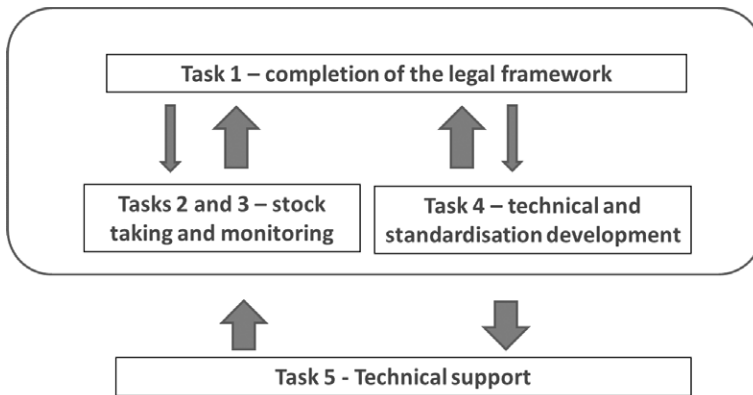 Task 1 – completion of the legal framework
Tasks 2 and 3 – stock
taking and monitoring
Task 4 – technical and
standardisation development
Task 5 - Technical support